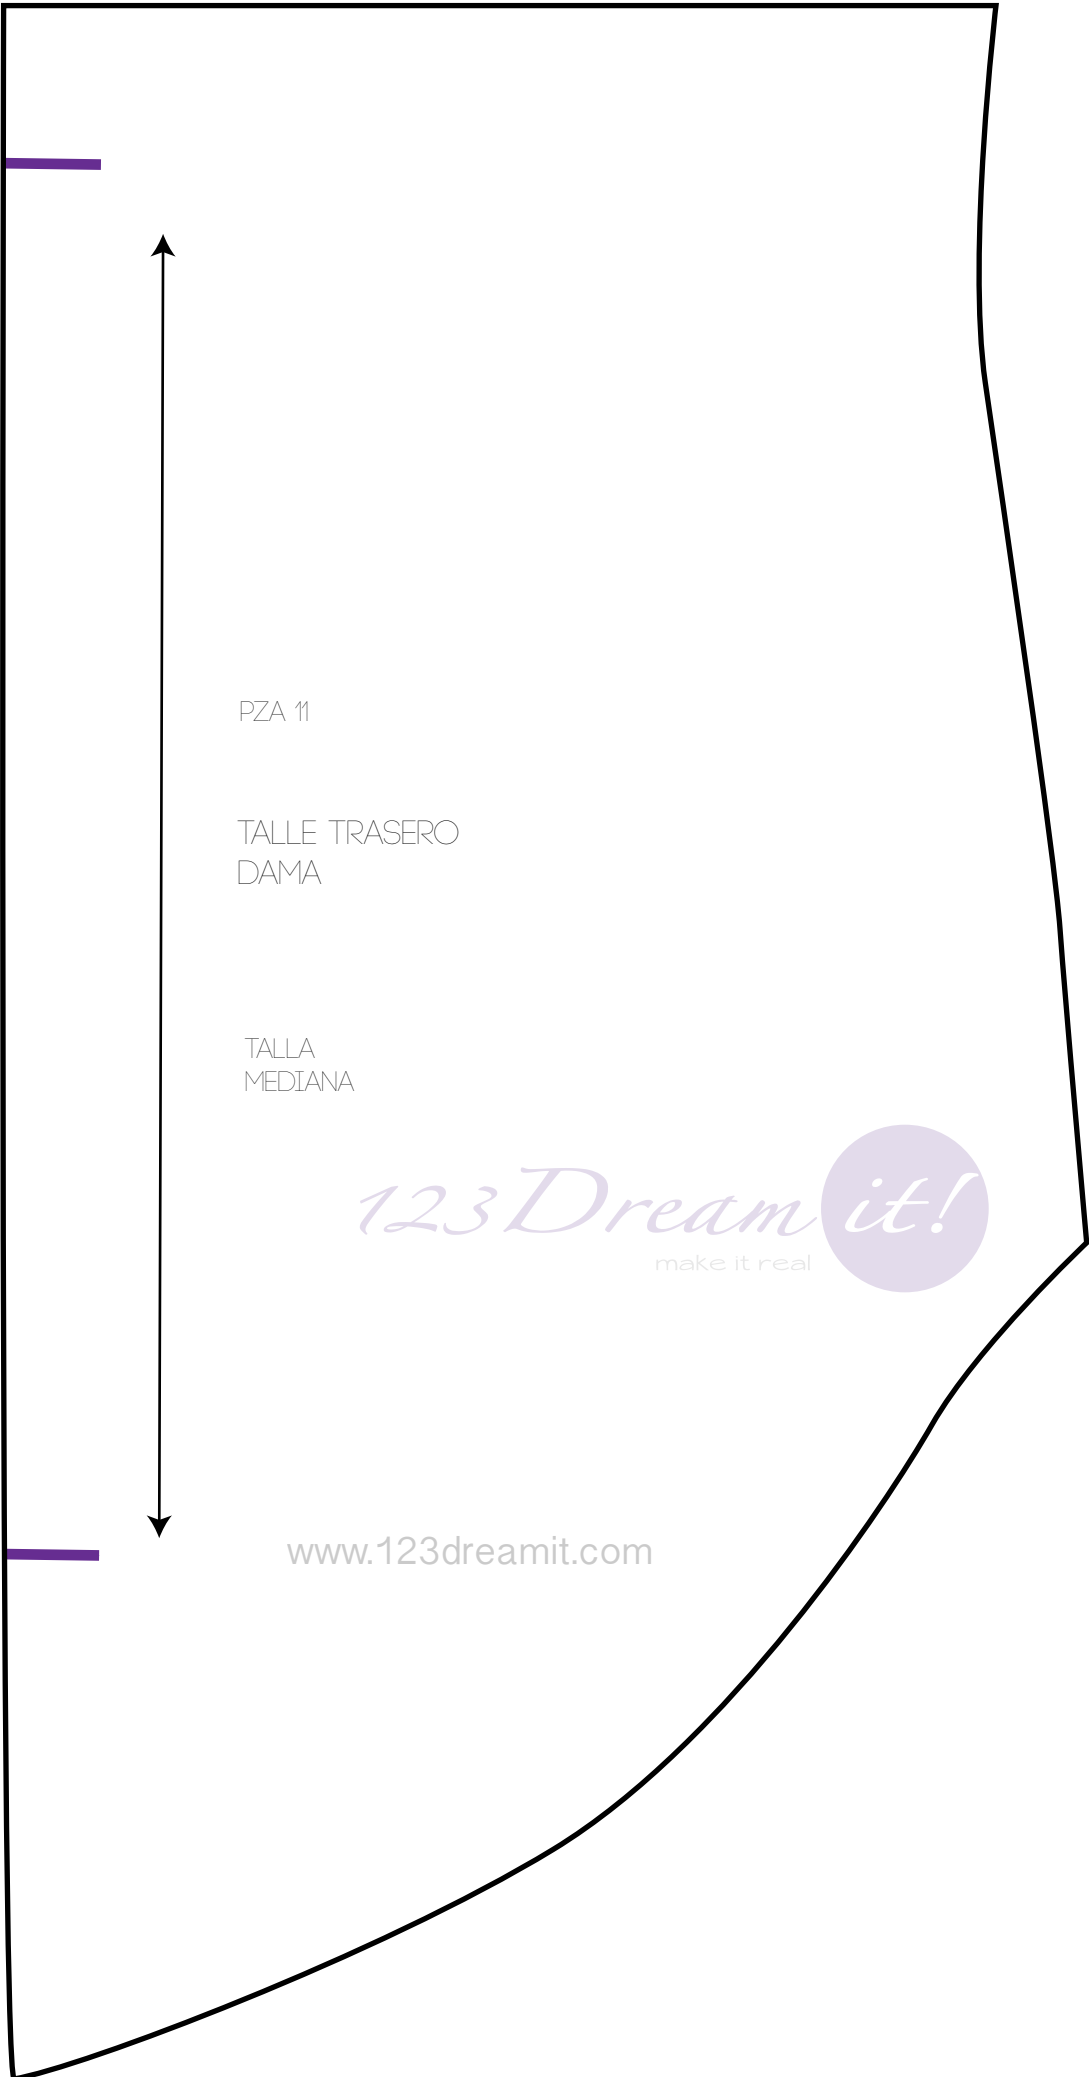 PZA 11
TALLE TRASERO
DAMA
TALLA
MEDIANA
123Dream it!
make it real
www.123dreamit.com